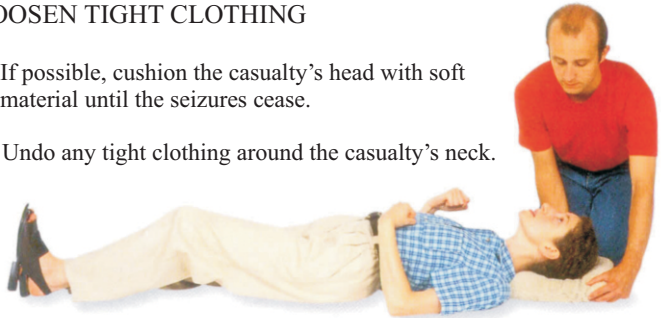 OOSEN TIGHT CLOTHING
If possible, cushion the casualty’s head with soft
material until the seizures cease.
Undo any tight clothing around the casualty’s neck.